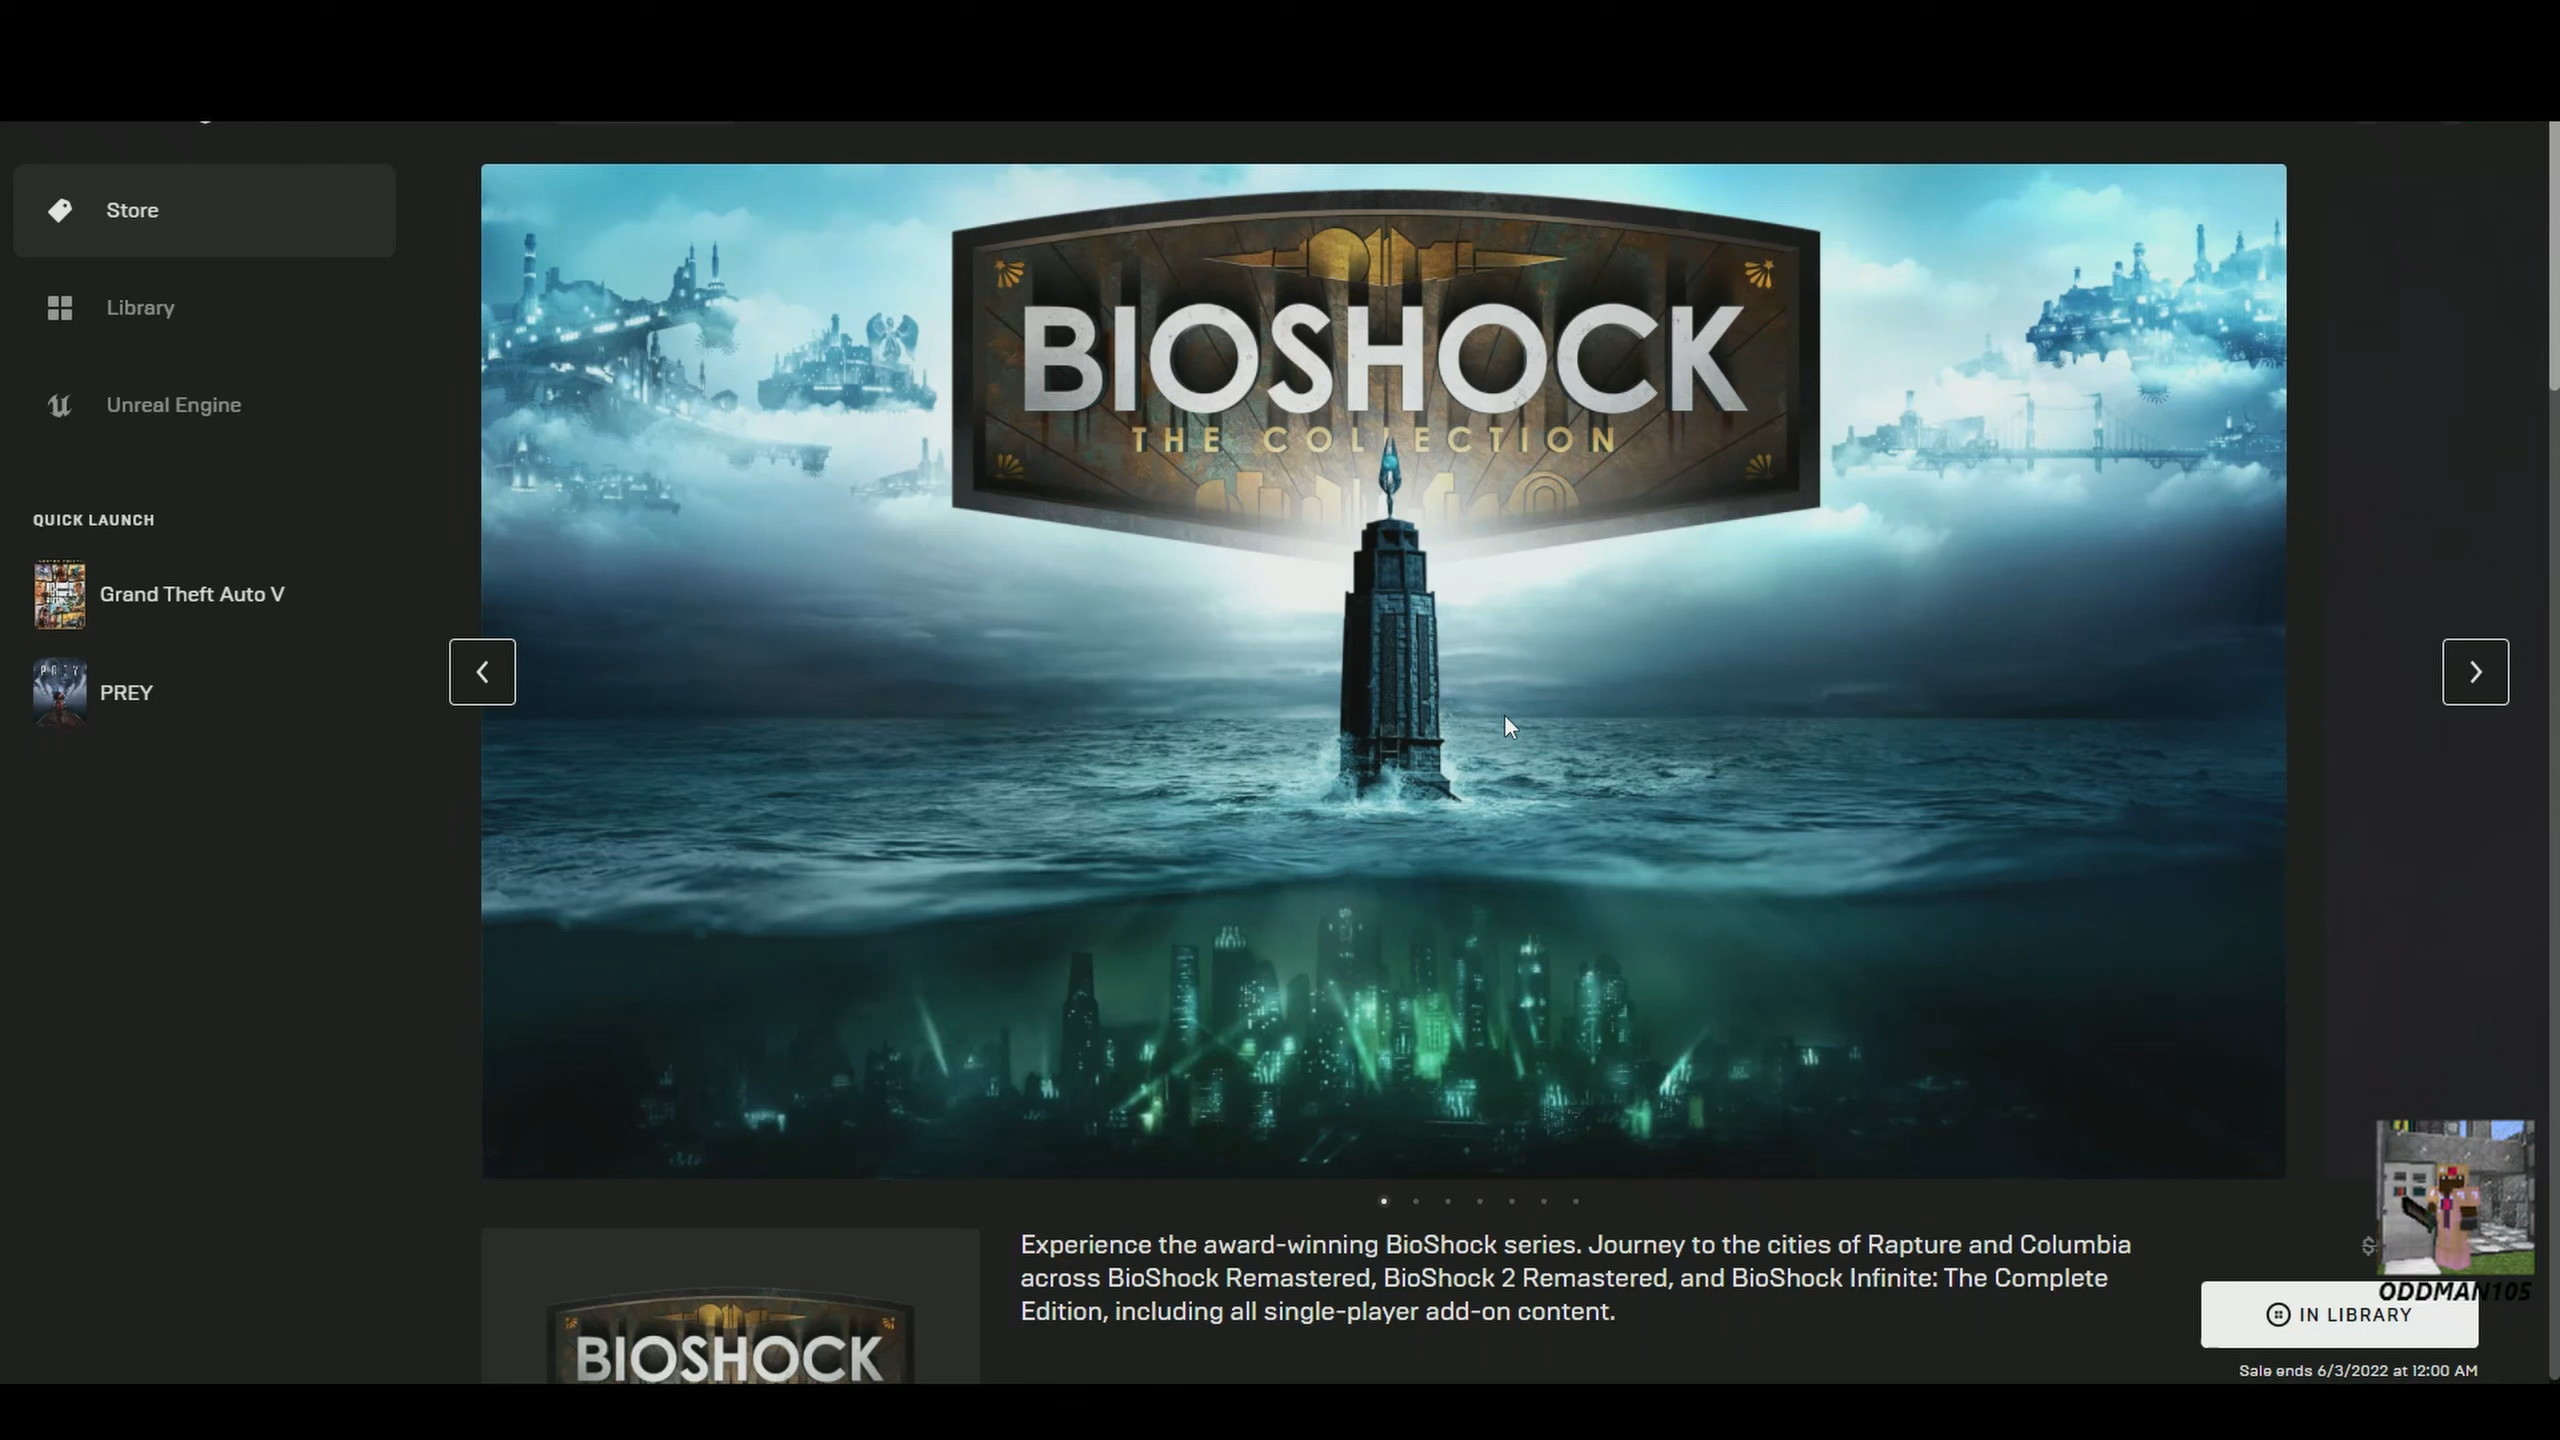 Store
Library
Unreal Engine
QUICK LAUNCH
Grand Theft Auto V
PREY
BIOSHOCK
THE COLLECTION
Experience the award-winning BioShock series. Journey to the cities of Rapture and Columbia
across BioShock Remastered, BioShock 2 Remastered, and BioShock Infinite: The Complete
Edition, including all single-player add-on content.
BIOSHOCK
$
ODDMAN105
IN LIBRARY
Sale ends 6/3/2022 at 12:00 AM